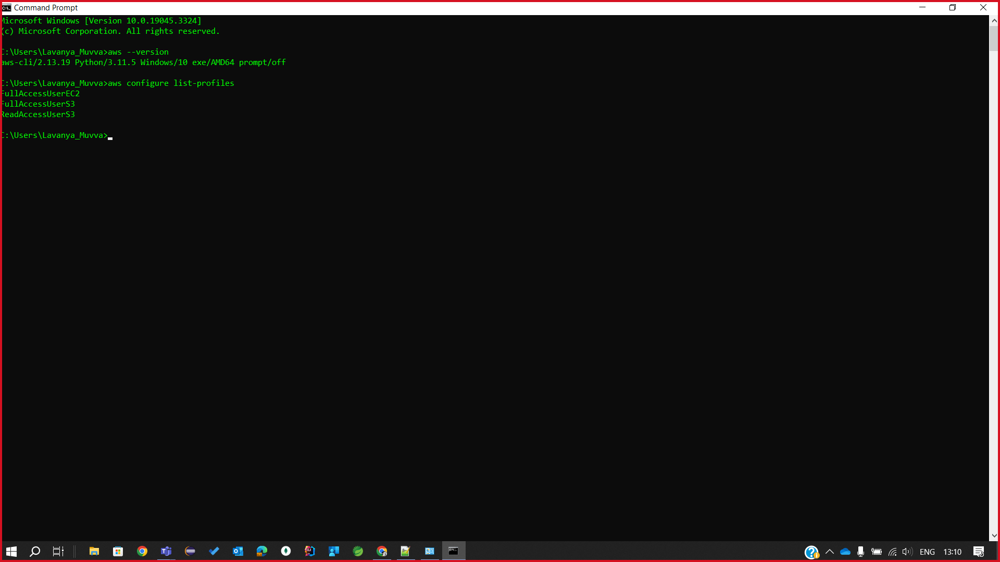 Command Prompt
Microsoft Windows [Version 10.0.19045.3324]
(c) Microsoft Corporation. All rights reserved.
C:\Users\Lavanya_Muvva>aws --version
aws-cli/2.13.19 Python/3.11.5 Windows/10 exe/AMD64 prompt/off
C:\Users\Lavanya_Muvva>aws configure list-profiles
FullAccessUserEC2
FullAccessUserS3
ReadAccessUserS3
C:\Users\Lavanya_Muvva>
ENG 13:10